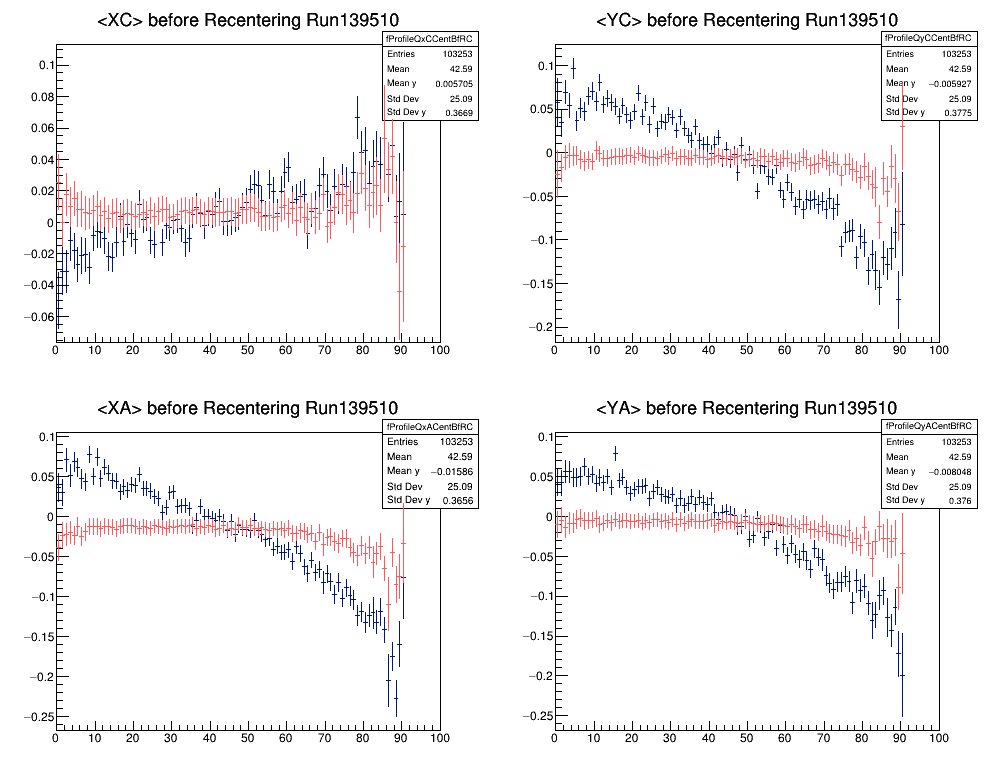 <XC> before Recentering Run139510
fProfileQxCCentBfRC
Entries 103253
Mean 42.59
Mean y 0.005705
Std Dev 25.09
Std Dev y 0.3669
0.1
0.08
0.06
0.04
0.02
0
−0.02
−0.04
−0.06
0 10 20 30 40 50 60 70 80 90 100
<YC> before Recentering Run139510
fProfileQyCCentBfRC
Entries 103253
Mean 42.59
Mean y −0.005927
Std Dev 25.09
Std Dev y 0.3775
0.1
0.05
0
−0.05
−0.1
−0.15
−0.2
0 10 20 30 40 50 60 70 80 90 100
<XA> before Recentering Run139510
fProfileQxACentBfRC
Entries 103253
Mean 42.59
Mean y −0.01586
Std Dev 25.09
Std Dev y 0.3656
0.1
0.05
0
−0.05
−0.1
−0.15
−0.2
−0.25
0 10 20 30 40 50 60 70 80 90 100
<YA> before Recentering Run139510
fProfileQyACentBfRC
Entries 103253
Mean 42.59
Mean y −0.008048
Std Dev 25.09
Std Dev y 0.376
0.1
0.05
0
−0.05
−0.1
−0.15
−0.2
−0.25
0 10 20 30 40 50 60 70 80 90 100